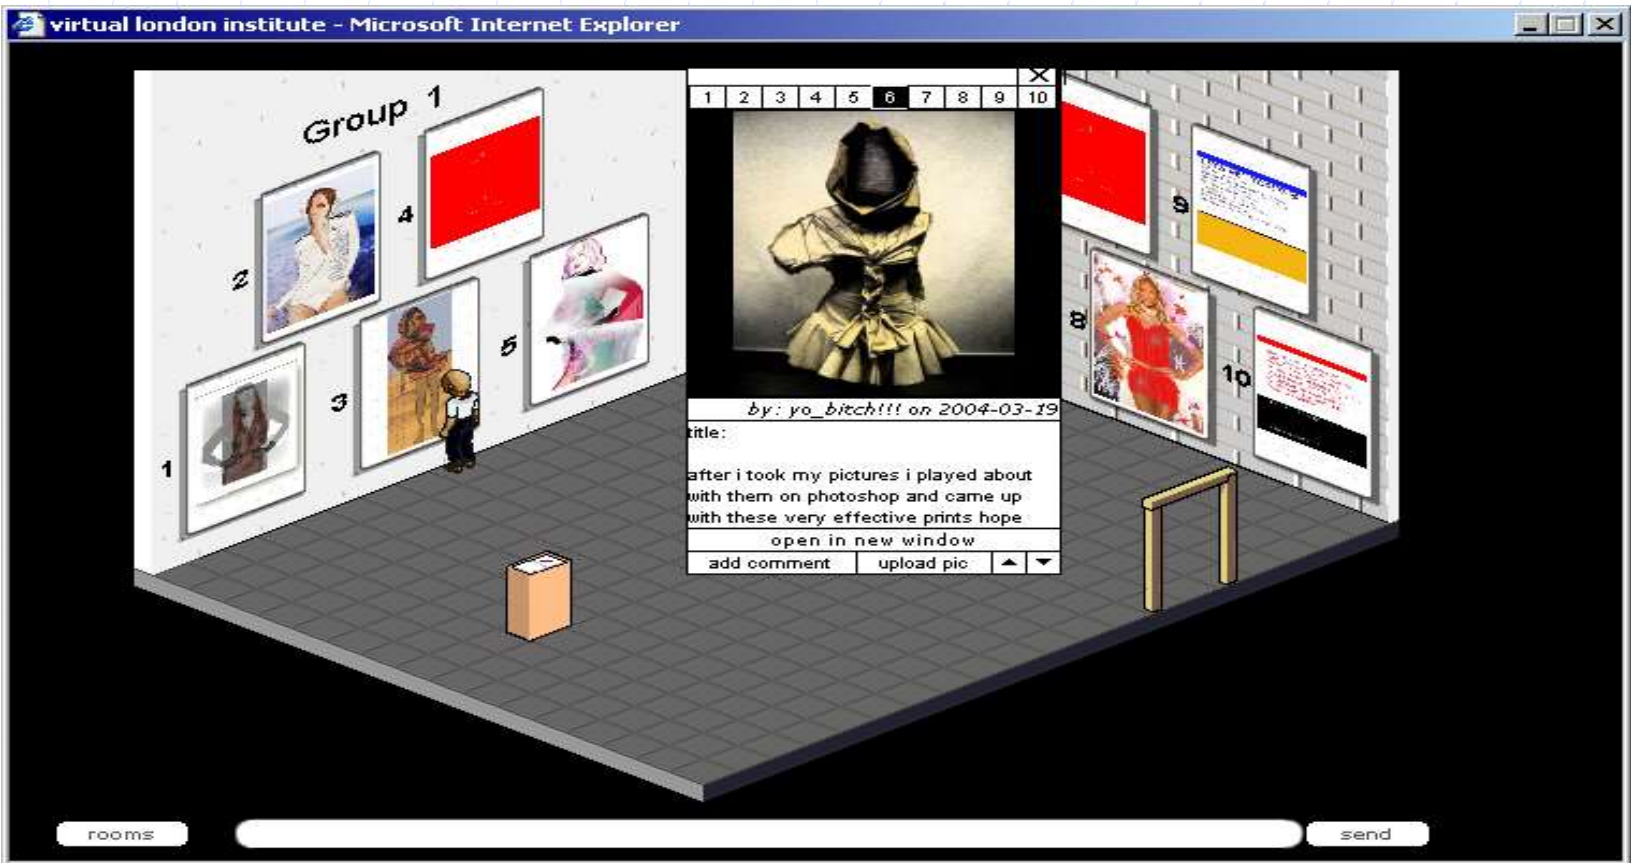 virtual london institute - Microsoft Internet Explorer
Group 1
X
1 2 3 4 5 6 7 8 9 10
4
2
9
5
8
3
10
1
by: yo_bitch!!! on 2004-03-19
title:
after i took my pictures i played about
with them on photoshop and came up
with these very effective prints hope
open in new window
add comment upload pic
rooms send